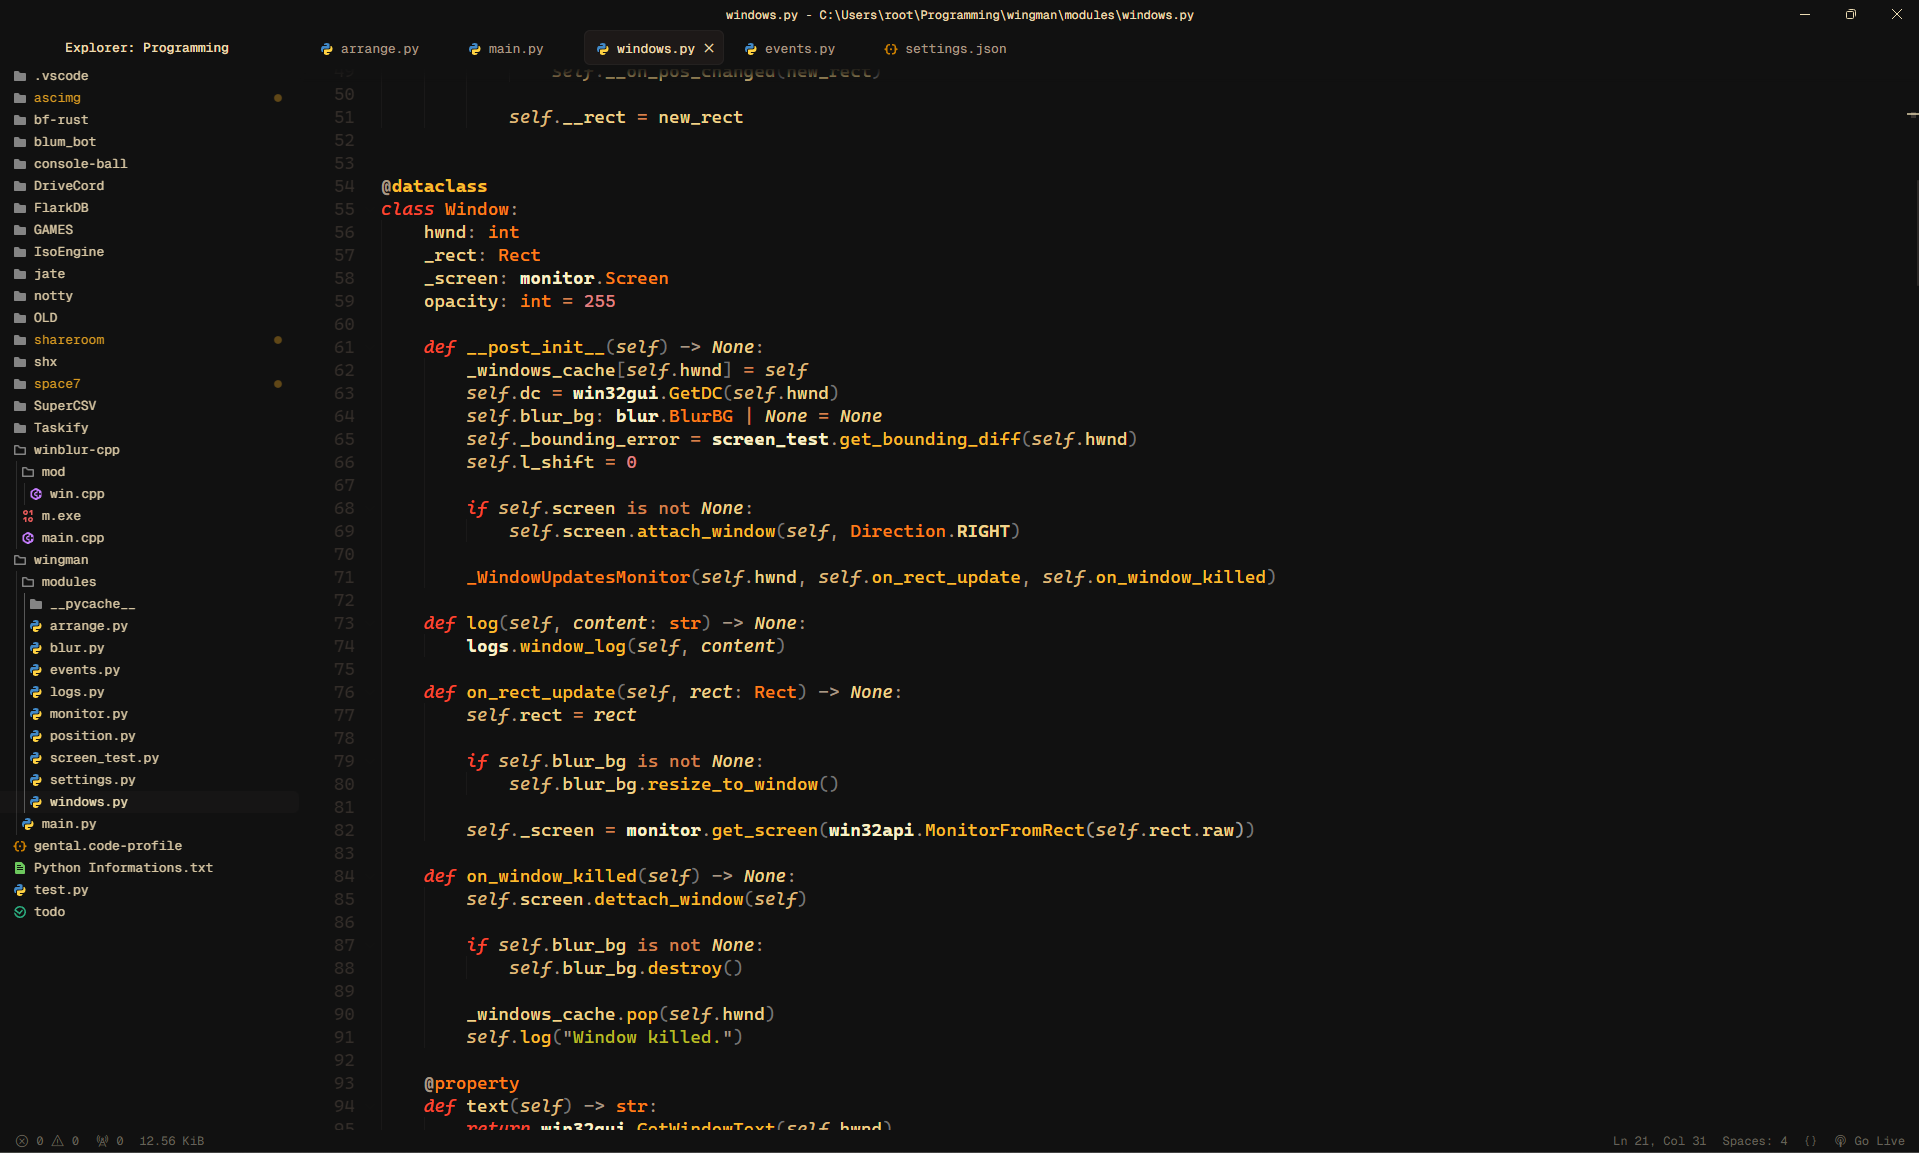 windows.py - C:\Users\root\Programming\wingman\modules\windows.py
Explorer: Programming
arrange.py
main.py
windows.py
events.py
settings.json
.vscode
ascimg
bf-rust
blum_bot
console-ball
DriveCord
FlarkDB
GAMES
IsoEngine
jate
notty
OLD
shareroom
shx
space7
SuperCSV
Taskify
winblur-cpp
mod
win.cpp
m.exe
main.cpp
wingman
modules
__pycache__
arrange.py
blur.py
events.py
logs.py
monitor.py
position.py
screen_test.py
settings.py
windows.py
main.py
gental.code-profile
Python Informations.txt
test.py
todo
49 self.__on_pos_changed(new_rect)
50
51 self.__rect = new_rect
52
53
54 @dataclass
55 class Window:
56 hwnd: int
57 _rect: Rect
58 _screen: monitor.Screen
59 opacity: int = 255
60
61 def __post_init__(self) -> None:
62 _windows_cache[self.hwnd] = self
63 self.dc = win32gui.GetDC(self.hwnd)
64 self.blur_bg: blur.BlurBG | None = None
65 self._bounding_error = screen_test.get_bounding_diff(self.hwnd)
66 self.l_shift = 0
67
68 if self.screen is not None:
69 self.screen.attach_window(self, Direction.RIGHT)
70
71 _WindowUpdatesMonitor(self.hwnd, self.on_rect_update, self.on_window_killed)
72
73 def log(self, content: str) -> None:
74 logs.window_log(self, content)
75
76 def on_rect_update(self, rect: Rect) -> None:
77 self.rect = rect
78
79 if self.blur_bg is not None:
80 self.blur_bg.resize_to_window()
81
82 self._screen = monitor.get_screen(win32api.MonitorFromRect(self.rect.raw))
83
84 def on_window_killed(self) -> None:
85 self.screen.dettach_window(self)
86
87 if self.blur_bg is not None:
88 self.blur_bg.destroy()
89
90 _windows_cache.pop(self.hwnd)
91 self.log("Window killed.")
92
93 @property
94 def text(self) -> str:
95 return win32gui.GetWindowText(self.hwnd)
0 0 0 12.56 KiB
Ln 21, Col 31 Spaces: 4 {} Go Live